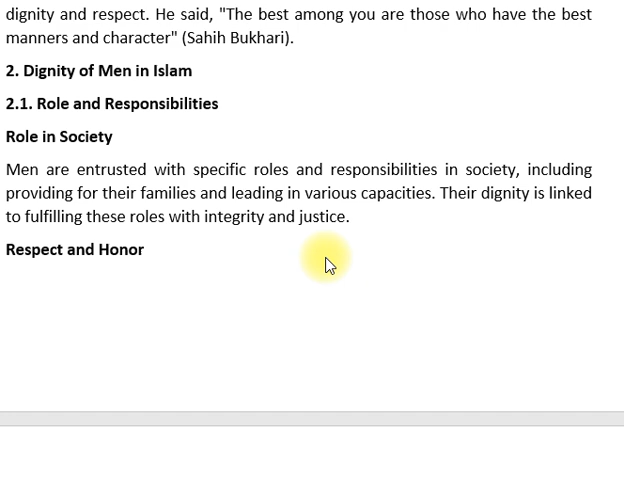 dignity and respect. He said, "The best among you are those who have the best
manners and character" (Sahih Bukhari).
2. Dignity of Men in Islam
2.1. Role and Responsibilities
Role in Society
Men are entrusted with specific roles and responsibilities in society, including
providing for their families and leading in various capacities. Their dignity is linked
to fulfilling these roles with integrity and justice.
Respect and Honor